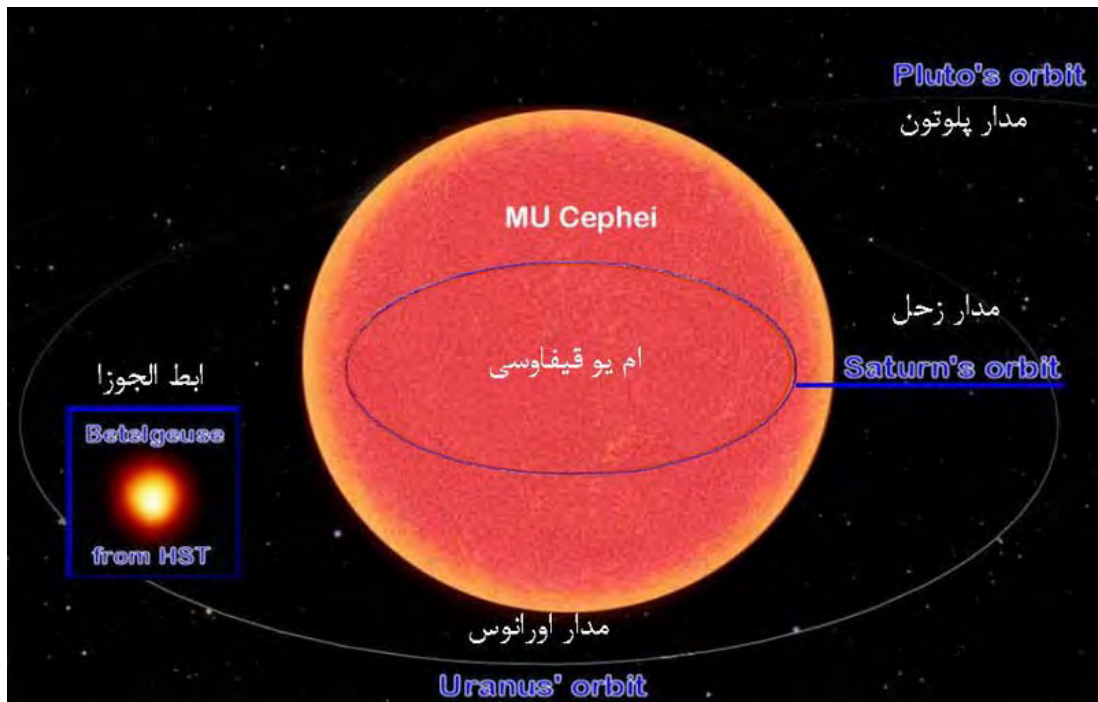 Pluto's orbit
مدار پلوتون
MU Cephei
مدار زحل
ام یو قیفاوسی
Saturn's orbit
ابط الجوزا
Betelgeuse
from HST
مدار اورانوس
Uranus' orbit